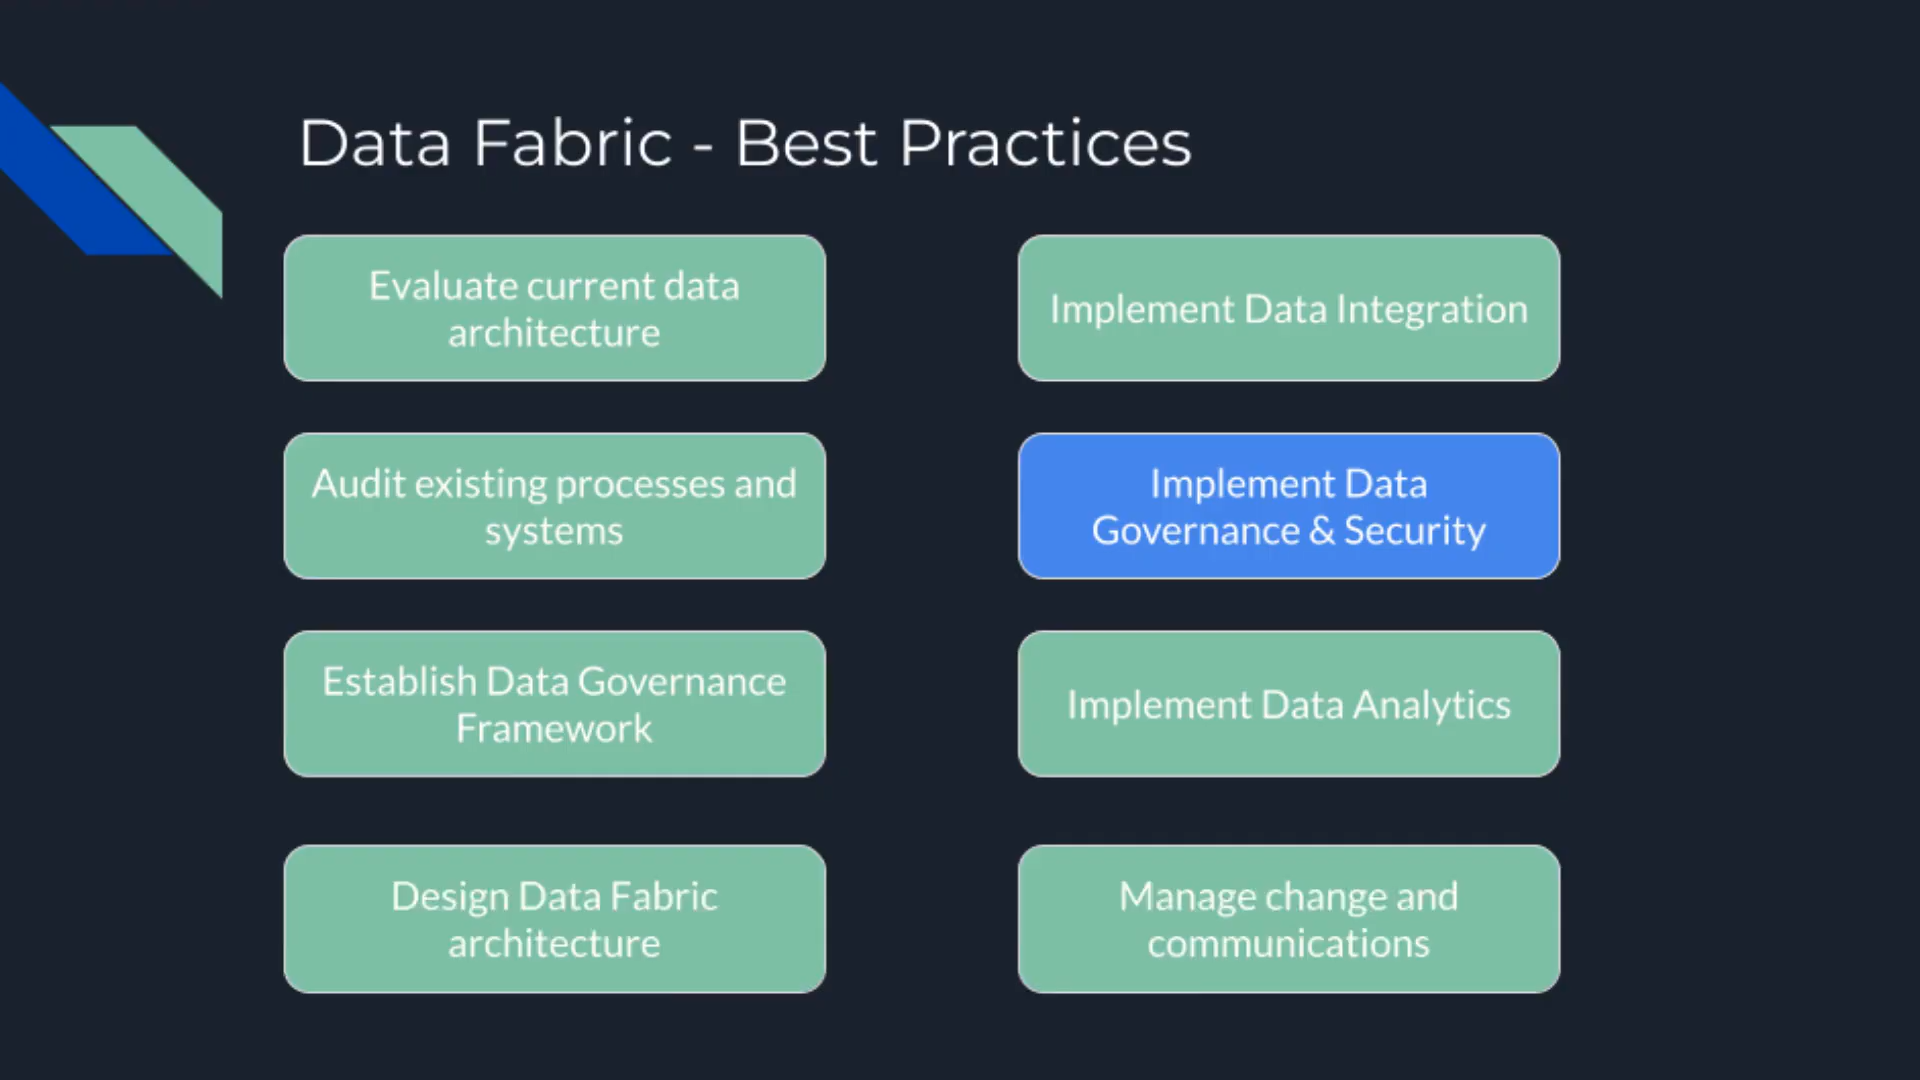 Data Fabric - Best Practices
Evaluate current data
architecture
Audit existing processes and
systems
Establish Data Governance
Framework
Design Data Fabric
architecture
Implement Data Integration
Implement Data
Governance & Security
Implement Data Analytics
Manage change and
communications